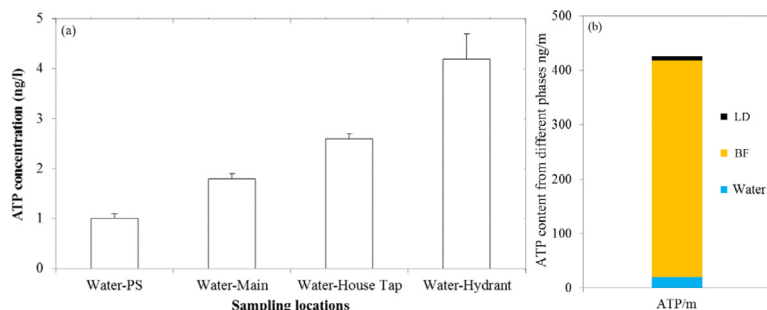 (a)
ATP concentration (ng/l)
5
4
3
2
1
0
Water-PS
Water-Main
Water-House Tap
Water-Hydrant
Sampling locations
(b)
ATP content from different phases ng/m
500
400
300
200
100
0
LD
BF
Water
ATP/m